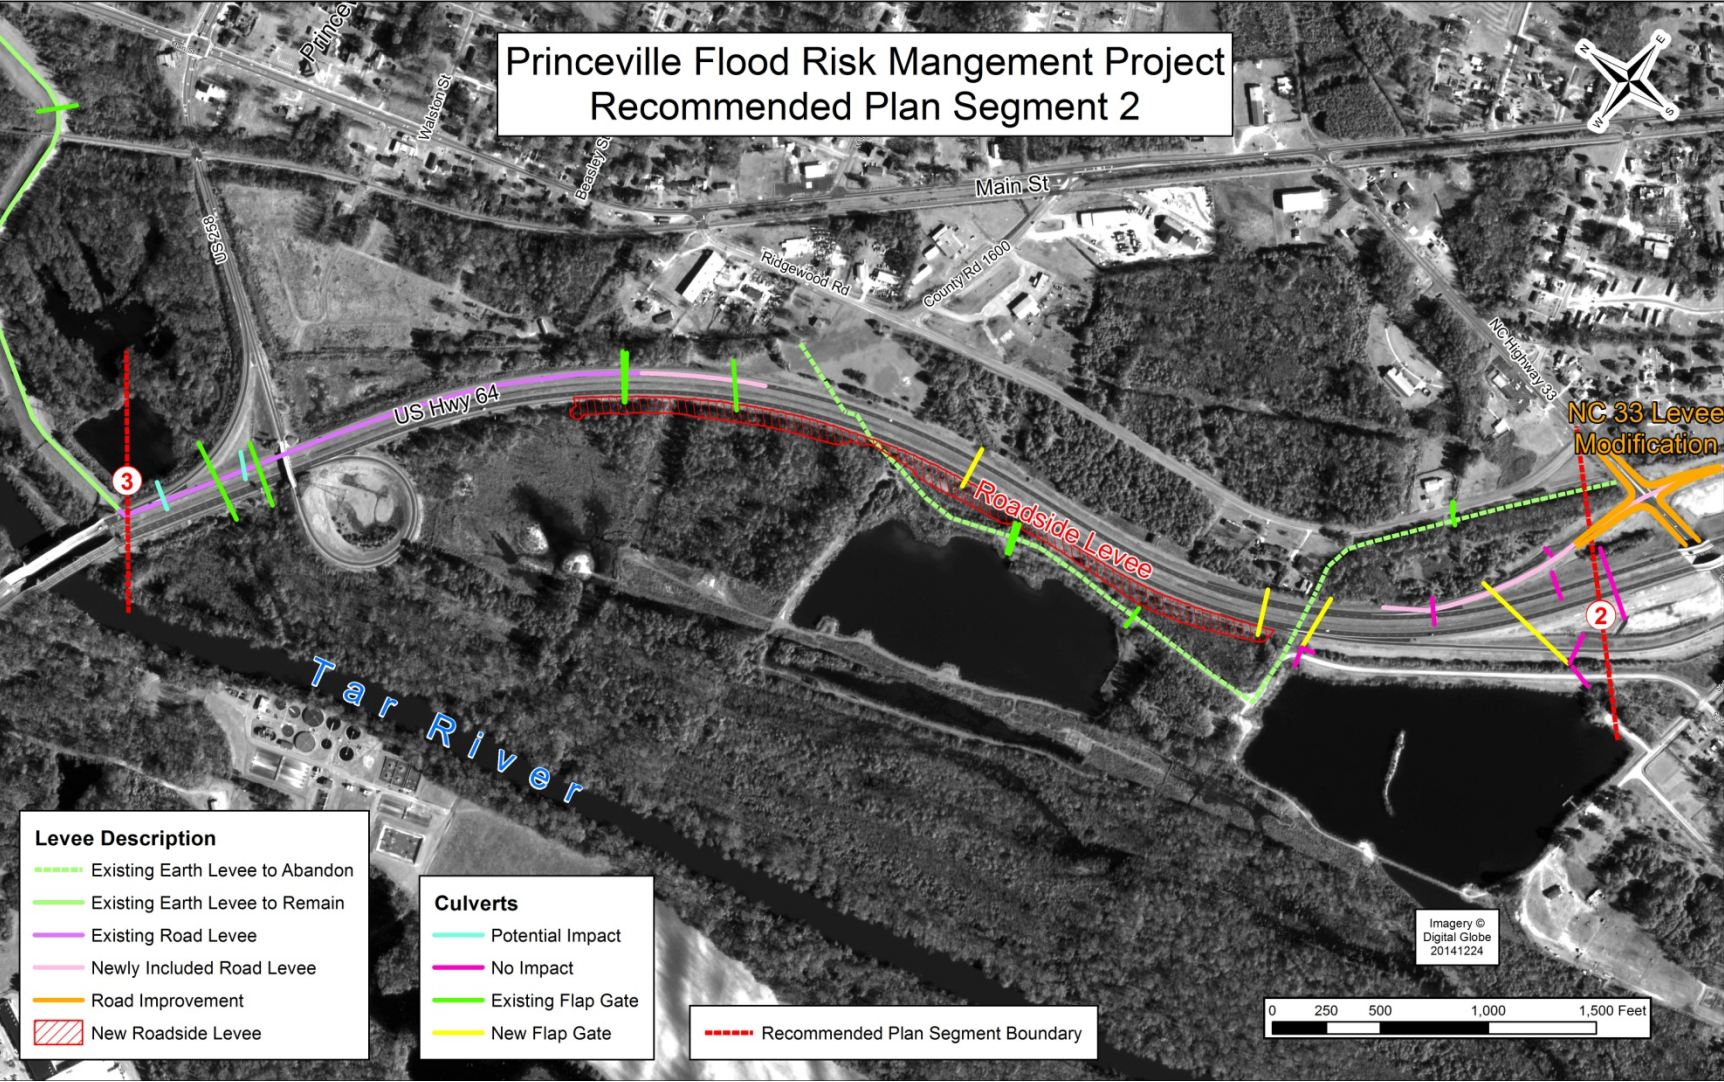 Prince
Princeville Flood Risk Mangement Project
Recommended Plan Segment 2
N
E
W
S
Walston St
Beasley St
Main St
US 258
Ridgewood Rd
County Rd 1600
NC Highway 33
US Hwy 64
NC 33 Levee
Modification
3
Roadside Levee
2
Tar River
Levee Description
Existing Earth Levee to Abandon
Existing Earth Levee to Remain
Existing Road Levee
Newly Included Road Levee
Road Improvement
New Roadside Levee
Culverts
Potential Impact
No Impact
Existing Flap Gate
New Flap Gate
Recommended Plan Segment Boundary
Imagery ©
Digital Globe
20141224
0 250 500 1,000 1,500 Feet